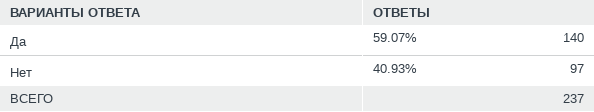 ВАРИАНТЫ ОТВЕТА ОТВЕТЫ
Да 59.07% 140
Нет 40.93% 97
ВСЕГО 237